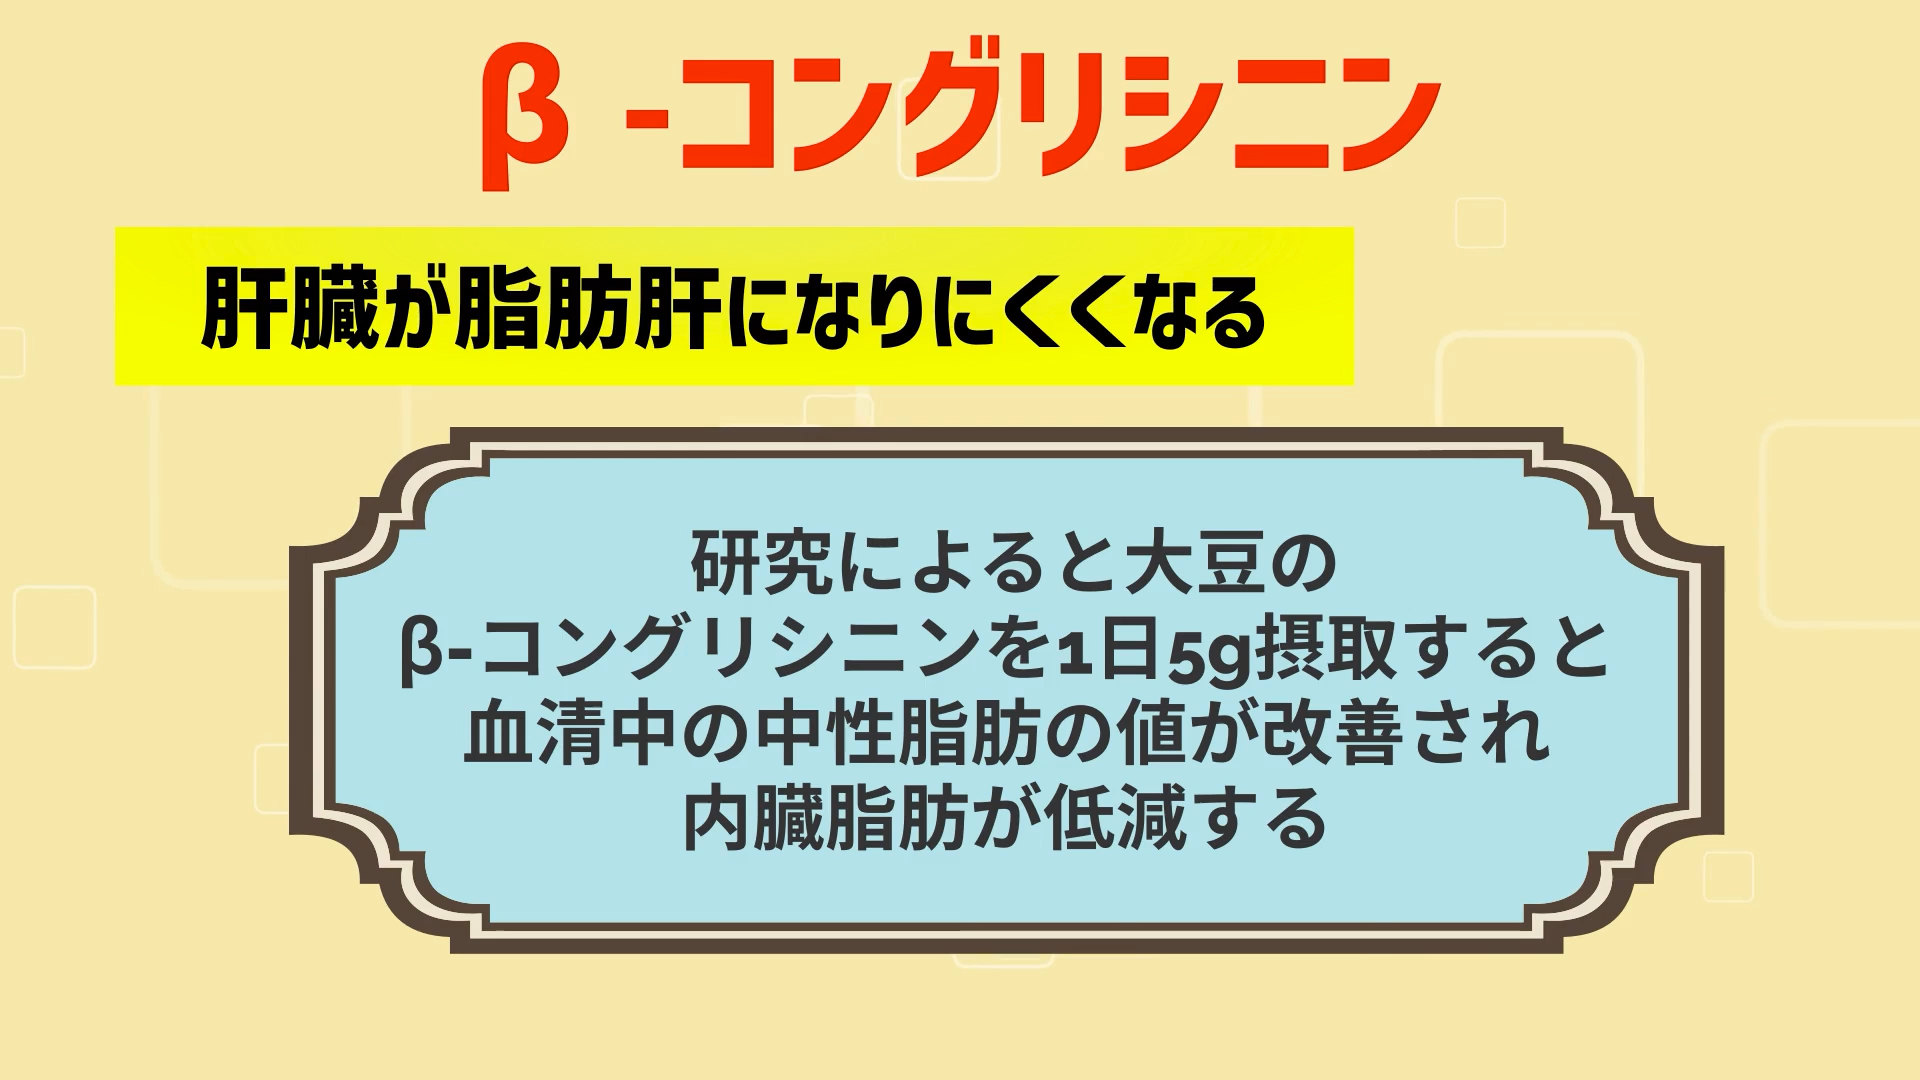 β -コングリシニン
肝臓が脂肪肝になりにくくなる
研究によると大豆の
β-コングリシニンを1日5g摂取すると
血清中の中性脂肪の値が改善され
内臓脂肪が低減する